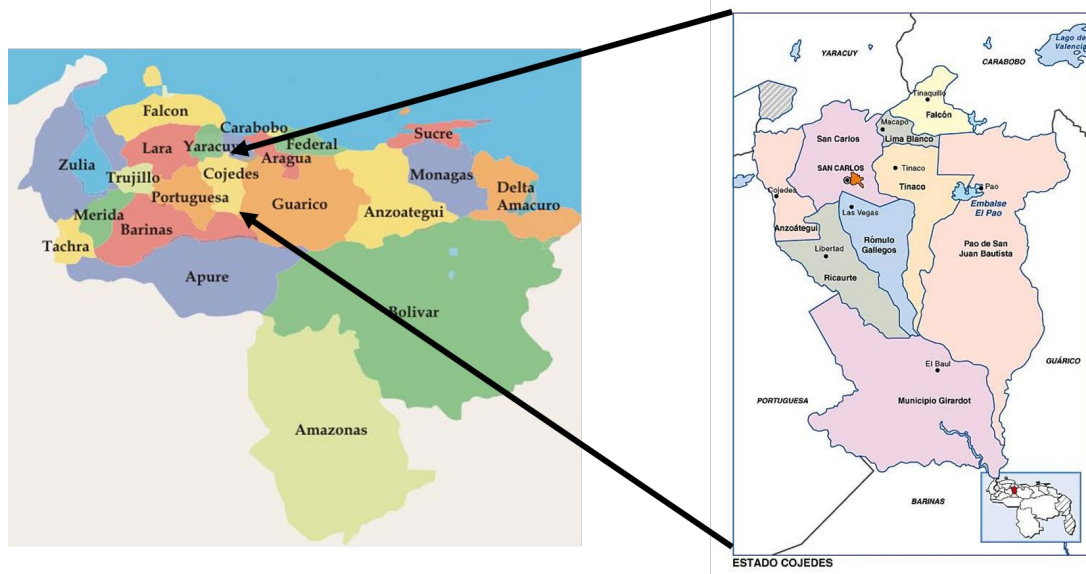 Falcon
Carabobo
Federal
Sucre
Zulia
Lara
Yaracuy
Aragua
Trujillo
Cojedes
Monagas
Delta
Amacuro
Portuguesa
Merida
Guarico
Anzoategui
Barinas
Tachra
Apure
Bolivar
Amazonas
YARACUY
CARABOBO
Lago de
Valencia
Tinaquillo
Falcón
Macapo
Lima Blanco
San Carlos
SAN CARLOS
Tinaco
Tinaco
Cojedes
El Pao
Embalse
El Pao
Las Vegas
Anzoátegui
Rómulo
Gallegos
Libertad
Ricaurte
Pao de San
Juan Bautista
GUÁRICO
El Baul
PORTUGUESA
Municipio Girardot
BARINAS
ESTADO COJEDES